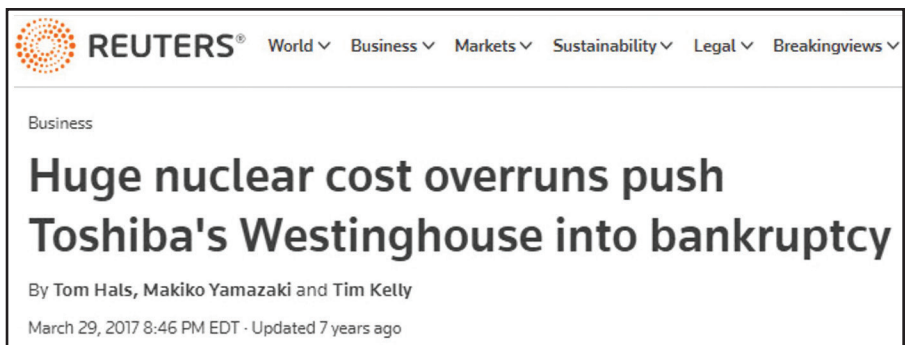 REUTERS® World Business Markets Sustainability Legal Breakingviews
Business
Huge nuclear cost overruns push
Toshiba's Westinghouse into bankruptcy
By Tom Hals, Makiko Yamazaki and Tim Kelly
March 29, 2017 8:46 PM EDT · Updated 7 years ago